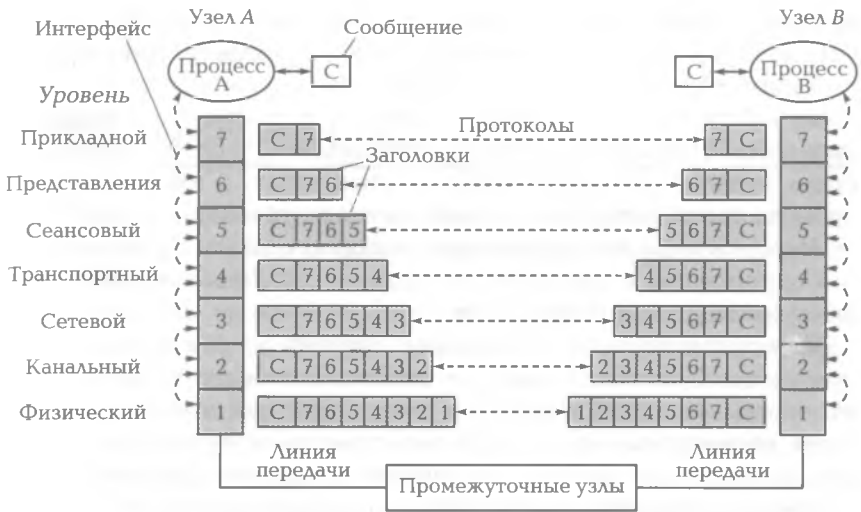 Узел A
Узел B
Интерфейс
Сообщение
Процесс
A
С
С
Процесс
B
Уровень
Прикладной
7
С 7
Протоколы
7 С
7
Заголовки
Представления
6
С 7 6
6 7 С
6
Сеансовый
5
С 7 6 5
5 6 7 С
5
Транспортный
4
С 7 6 5 4
4 5 6 7 С
4
Сетевой
3
С 7 6 5 4 3
3 4 5 6 7 С
3
Канальный
2
С 7 6 5 4 3 2
2 3 4 5 6 7 С
2
Физический
1
С 7 6 5 4 3 2 1
1 2 3 4 5 6 7 С
1
Линия
передачи
Линия
передачи
Промежуточные узлы